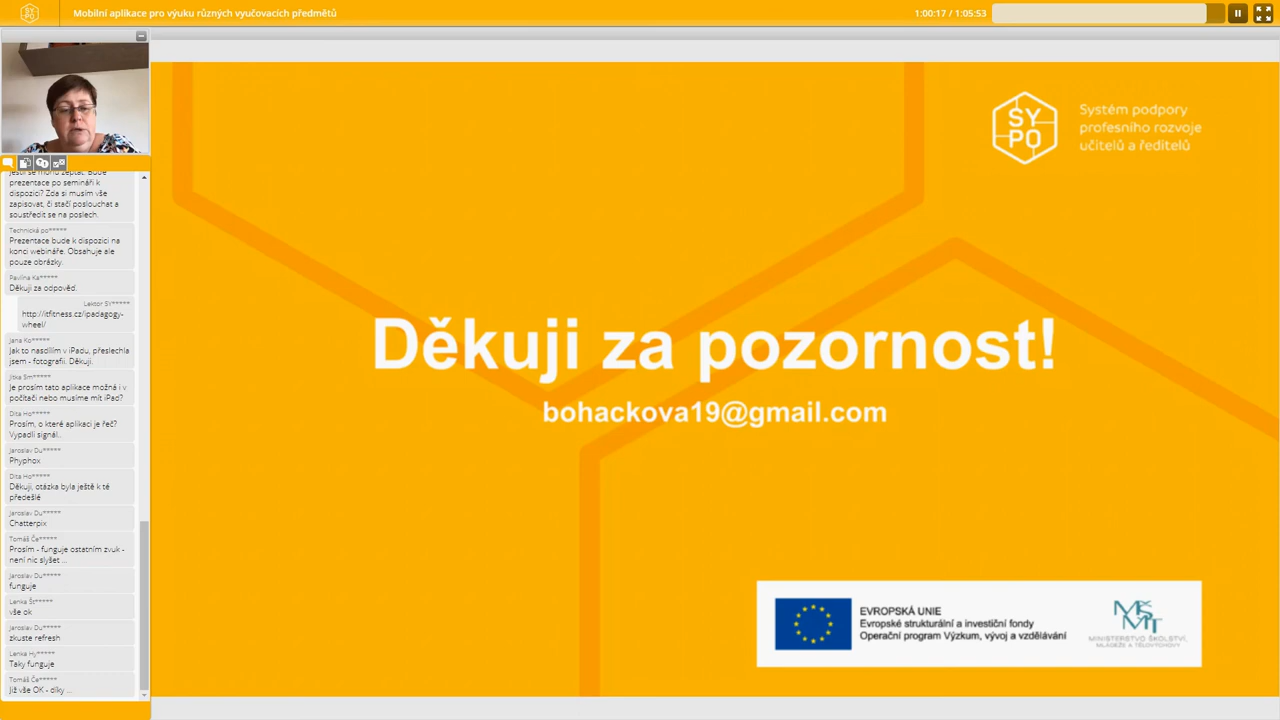 Mobilní aplikace pro výuku různých vyučovacích předmětů
1:00:17 / 1:05:53
ještě se mohu zeptat. Bude
prezentace po semináři k
dispozici? Zda si musím vše
zapisovat, či stačí poslouchat a
soustředit se na poslech.
Technická po*****
Prezentace bude k dispozici na
konci webináře. Obsahuje ale
pouze obrázky.
Pavlína Ka*****
Děkuji za odpověď.
Lektor SY*****
http://itfitness.cz/ipadagogy-
wheel/
Jana Ko*****
Jak to nasdílím v iPadu, přeslechla
jsem - fotografii. Děkuji.
Jitka Sm*****
Je prosím tato aplikace možná i v
počítači nebo musíme mít iPad?
Dita Ho*****
Prosím, o které aplikaci je řeč?
Vypadli signál..
Jaroslav Du*****
Phyphox
Dita Ho*****
Děkuji, otázka byla ještě k té
předešlé
Jaroslav Du*****
Chatterpix
Tomáš Če*****
Prosím - funguje ostatním zvuk -
není nic slyšet ...
Jaroslav Du*****
funguje
Lenka Št*****
vše ok
Jaroslav Du*****
zkuste refresh
Lenka Hy*****
Taky funguje
Tomáš Če*****
Již vše OK - díky ...
SY
PO
Systém podpory
profesního rozvoje
učitelů a ředitelů
Děkuji za pozornost!
bohackova19@gmail.com
EVROPSKÁ UNIE
Evropské strukturální a investiční fondy
Operační program Výzkum, vývoj a vzdělávání
MŠMT
MINISTERSTVO ŠKOLSTVÍ,
MLÁDEŽE A TĚLOVÝCHOVY